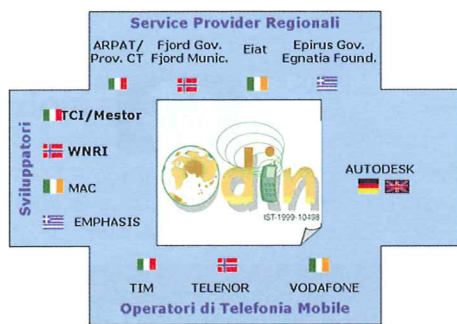 Service Provider Regionali
ARPAT/ Fjord Gov. Eiat Epirus Gov.
Prov. CT Fjord Munic. Egnatia Found.
Sviluppatori
TCI/Mestor
WNRI
MAC
EMPHASIS
odin
IST-1999-10498
AUTODESK
TIM TELENOR VODAFONE
Operatori di Telefonia Mobile